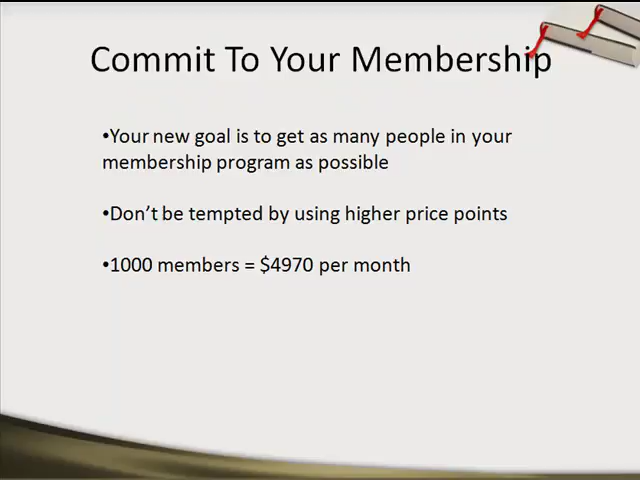 Commit To Your Membership
•Your new goal is to get as many people in your
membership program as possible
•Don't be tempted by using higher price points
•1000 members = $4970 per month